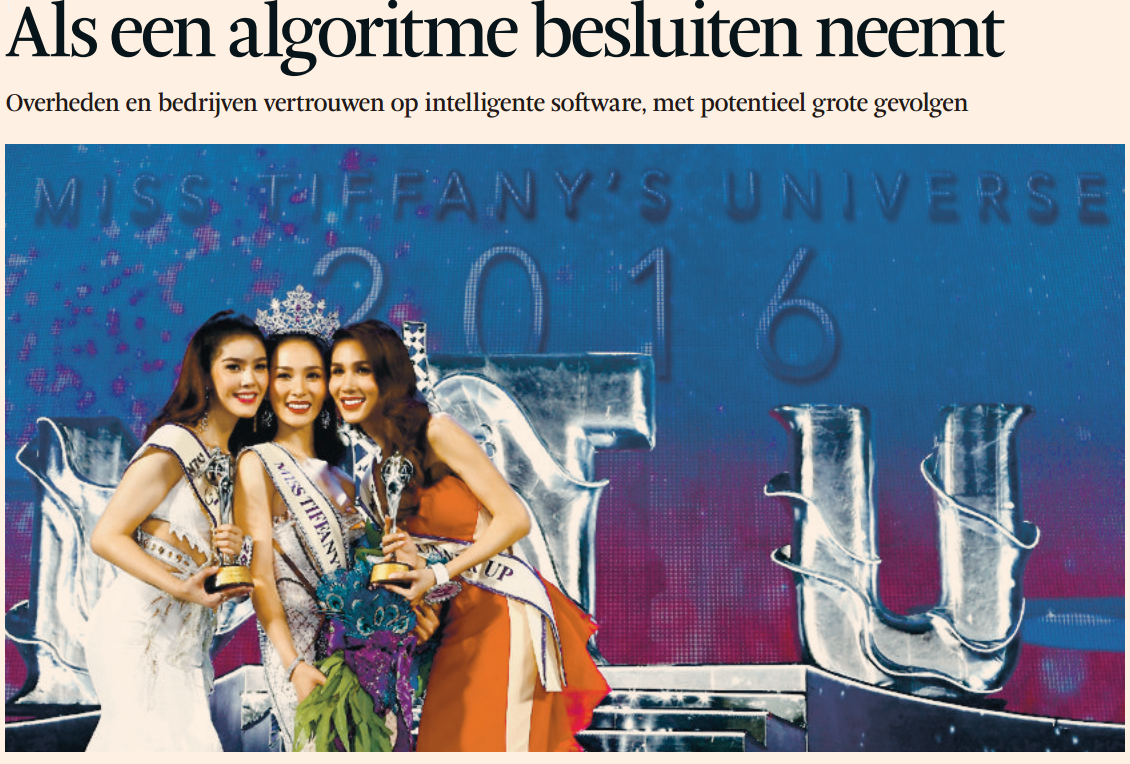 Als een algoritme besluiten neemt
Overheden en bedrijven vertrouwen op intelligente software, met potentieel grote gevolgen
MISS TIFFANY'S UNIVERSE
2016
MISS TIFFANY
UP
U